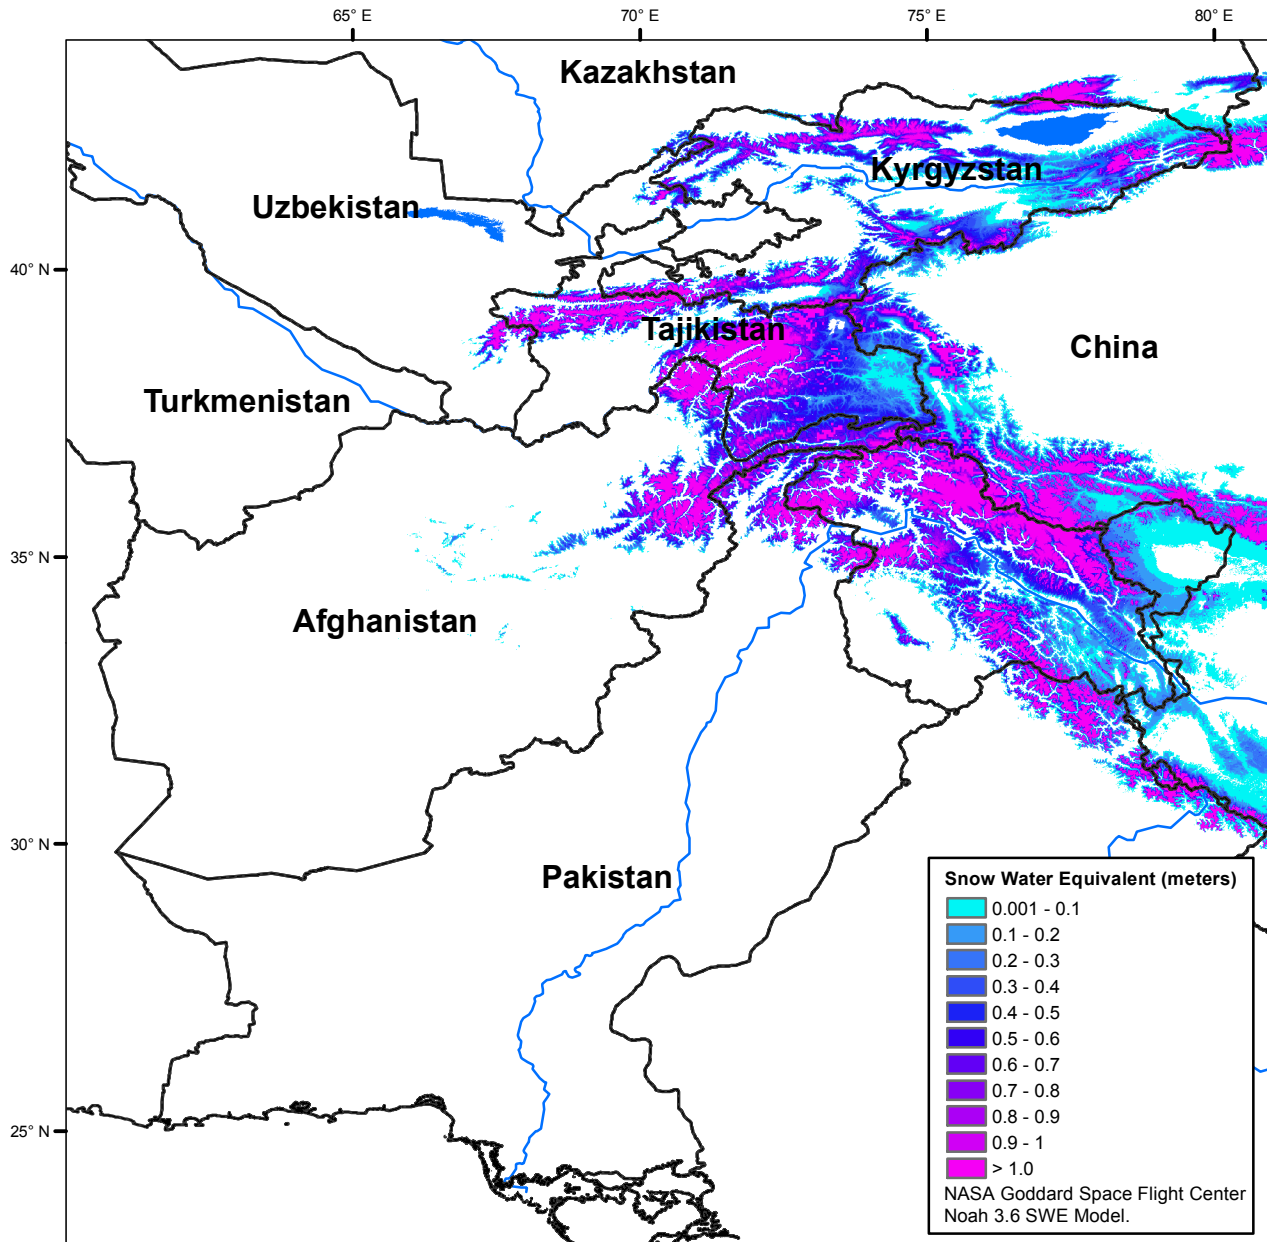 65° E
70° E
75° E
80° E
Kazakhstan
Kyrgyzstan
Uzbekistan
40° N
Tajikistan
China
Turkmenistan
35° N
Afghanistan
30° N
Pakistan
25° N
Snow Water Equivalent (meters)
0.001 - 0.1
0.1 - 0.2
0.2 - 0.3
0.3 - 0.4
0.4 - 0.5
0.5 - 0.6
0.6 - 0.7
0.7 - 0.8
0.8 - 0.9
0.9 - 1
> 1.0
NASA Goddard Space Flight Center
Noah 3.6 SWE Model.